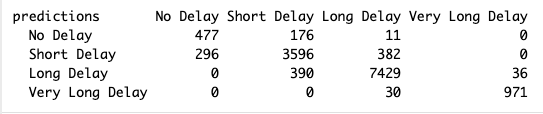 predictions No Delay Short Delay Long Delay Very Long Delay
No Delay 477 176 11 0
Short Delay 296 3596 382 0
Long Delay 0 390 7429 36
Very Long Delay 0 0 30 971